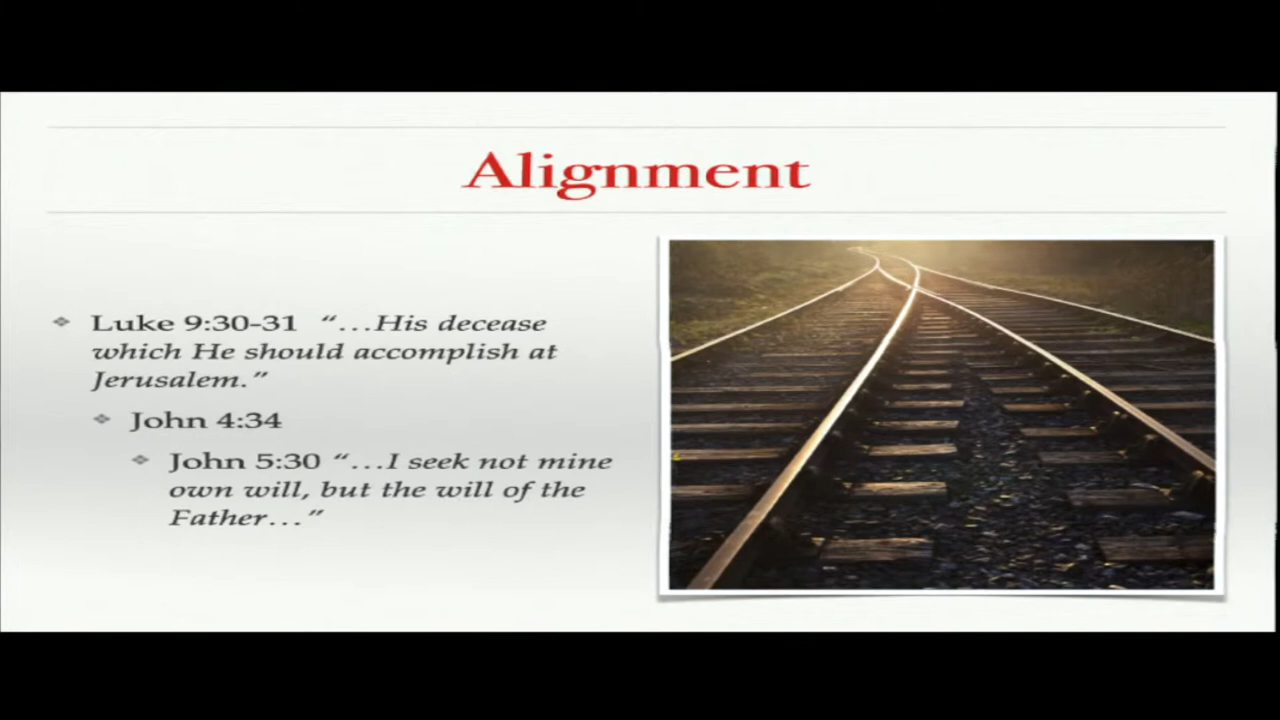 Alignment
Luke 9:30-31 “…His decease
which He should accomplish at
Jerusalem.”
John 4:34
John 5:30 “…I seek not mine
own will, but the will of the
Father…”